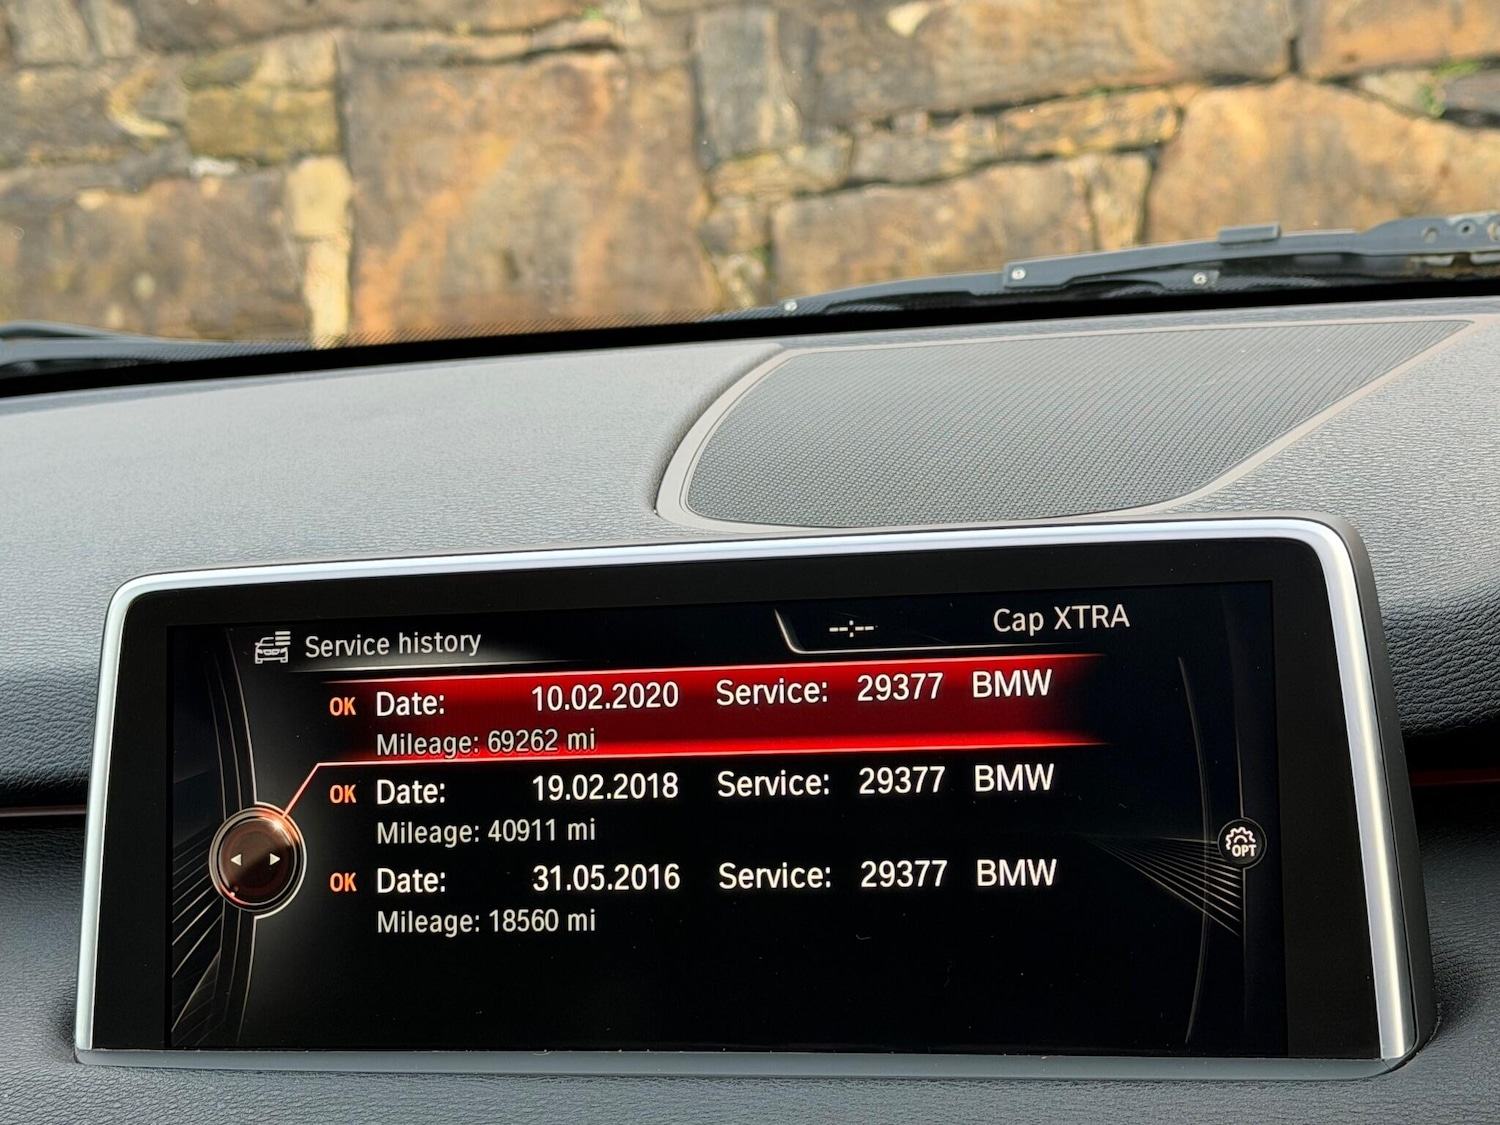 Service history --:-- Cap XTRA
OK Date: 10.02.2020 Service: 29377 BMW
Mileage: 69262 mi
OK Date: 19.02.2018 Service: 29377 BMW
Mileage: 40911 mi
OK Date: 31.05.2016 Service: 29377 BMW
Mileage: 18560 mi
OPT